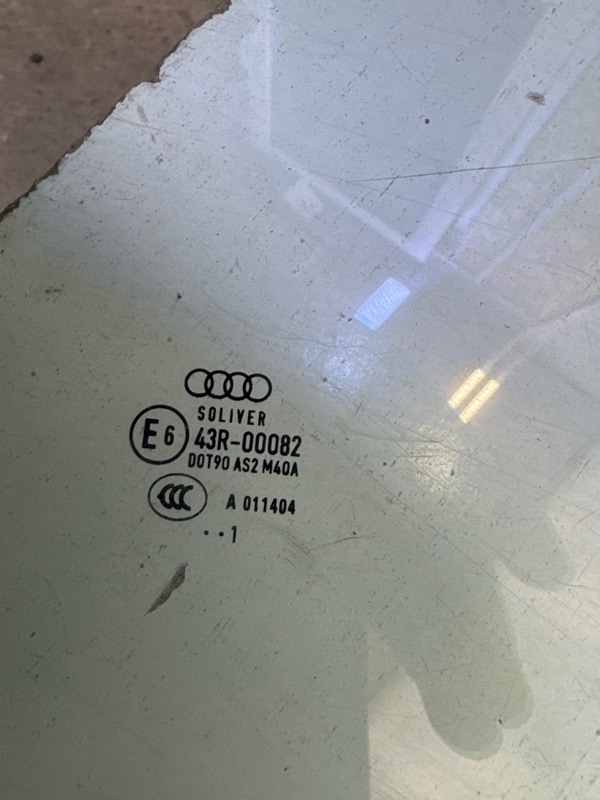 SOLIVER
E6 43R-00082
DOT90 AS2 M40A
CCC A 011404
··1